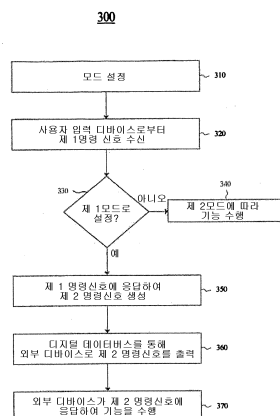 300
모드 설정
310
사용자 입력 디바이스로부터
제 1명령 신호 수신
320
330
제 1모드로
설정?
아니오
340
제 2모드에 따라
기능 수행
예
제 1 명령신호에 응답하여
제 2 명령신호 생성
350
디지털 데이터버스를 통해
외부 디바이스로 제 2 명령신호를 출력
360
외부 디바이스가 제 2 명령신호에
응답하여 기능을 수행
370